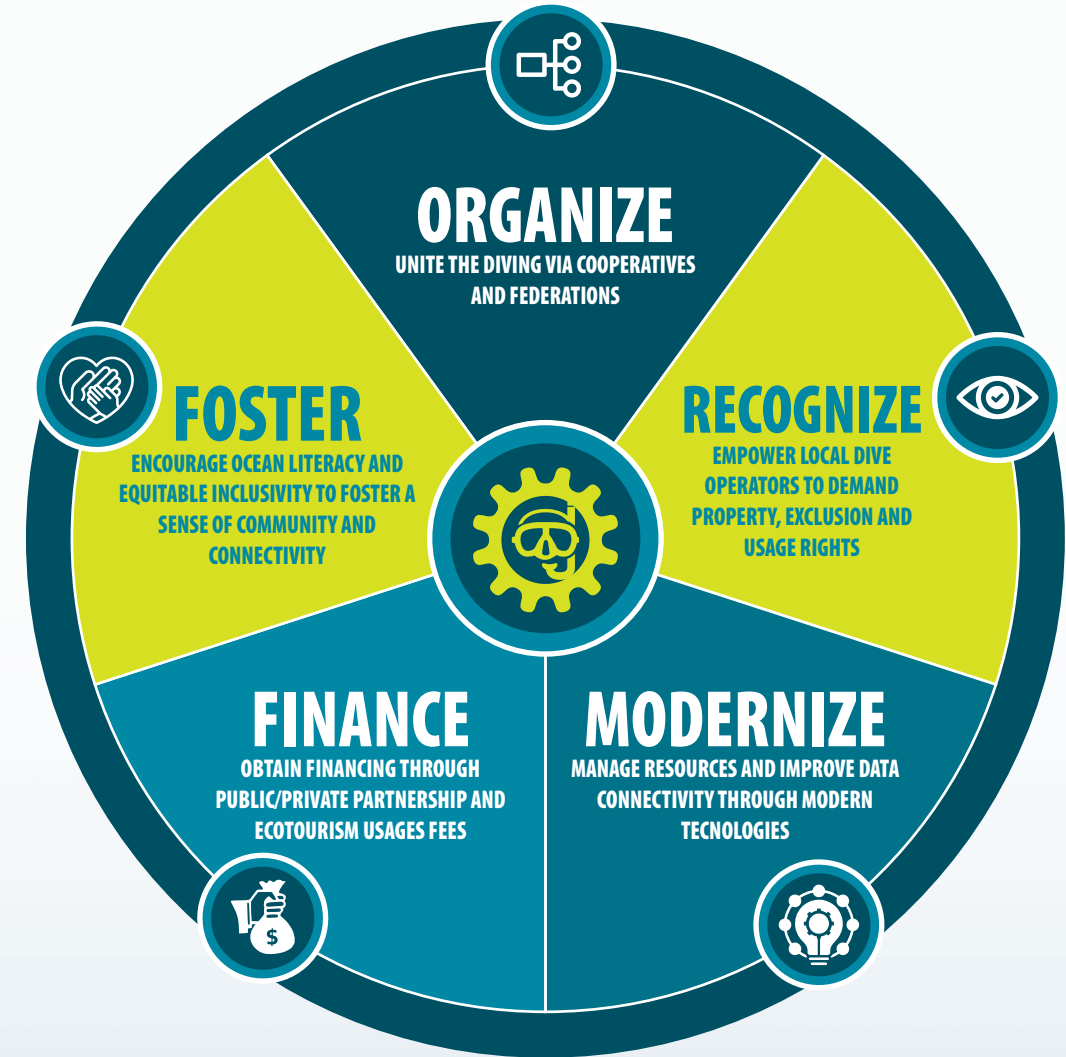 ORGANIZE
UNITE THE DIVING VIA COOPERATIVES
AND FEDERATIONS
RECOGNIZE
EMPOWER LOCAL DIVE
OPERATORS TO DEMAND
PROPERTY, EXCLUSION AND
USAGE RIGHTS
MODERNIZE
MANAGE RESOURCES AND IMPROVE DATA
CONNECTIVITY THROUGH MODERN
TECNOLOGIES
FINANCE
OBTAIN FINANCING THROUGH
PUBLIC/PRIVATE PARTNERSHIP AND
ECOTOURISM USAGES FEES
$
FOSTER
ENCOURAGE OCEAN LITERACY AND
EQUITABLE INCLUSIVITY TO FOSTER A
SENSE OF COMMUNITY AND
CONNECTIVITY